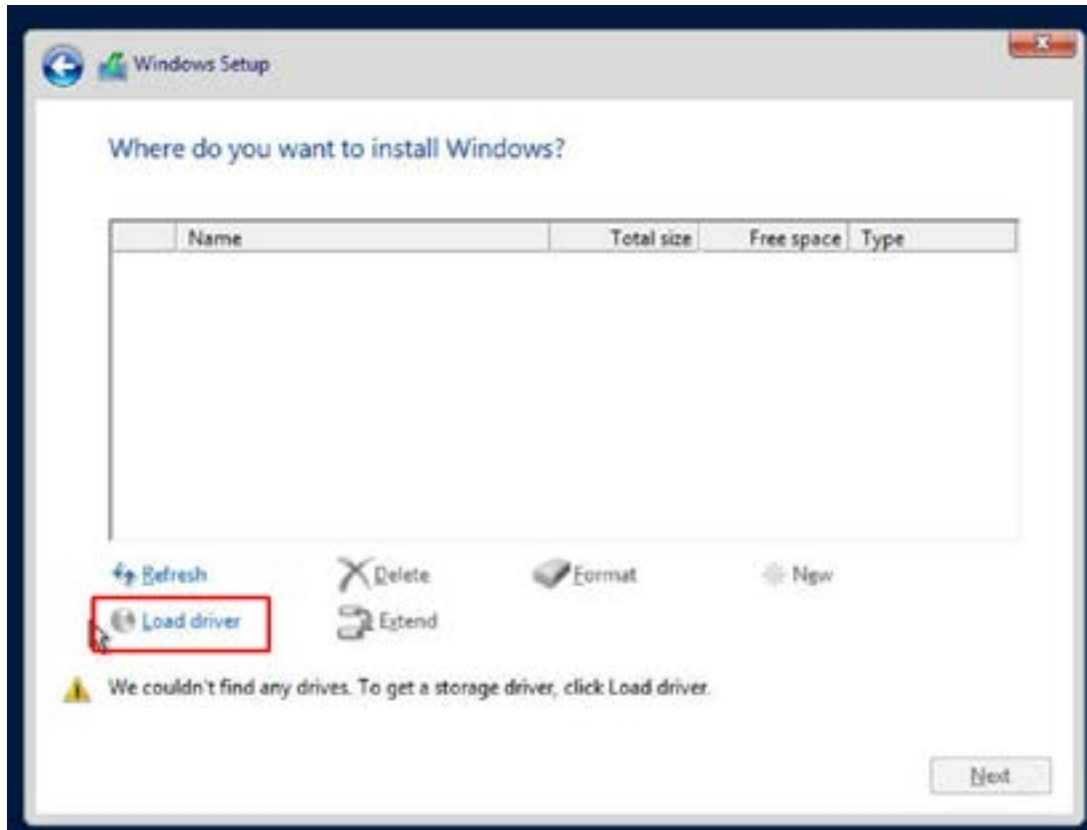 Windows Setup
Where do you want to install Windows?
Name Total size Free space Type
Refresh Delete Format New
Load driver Extend
We couldn't find any drives. To get a storage driver, click Load driver.
Next